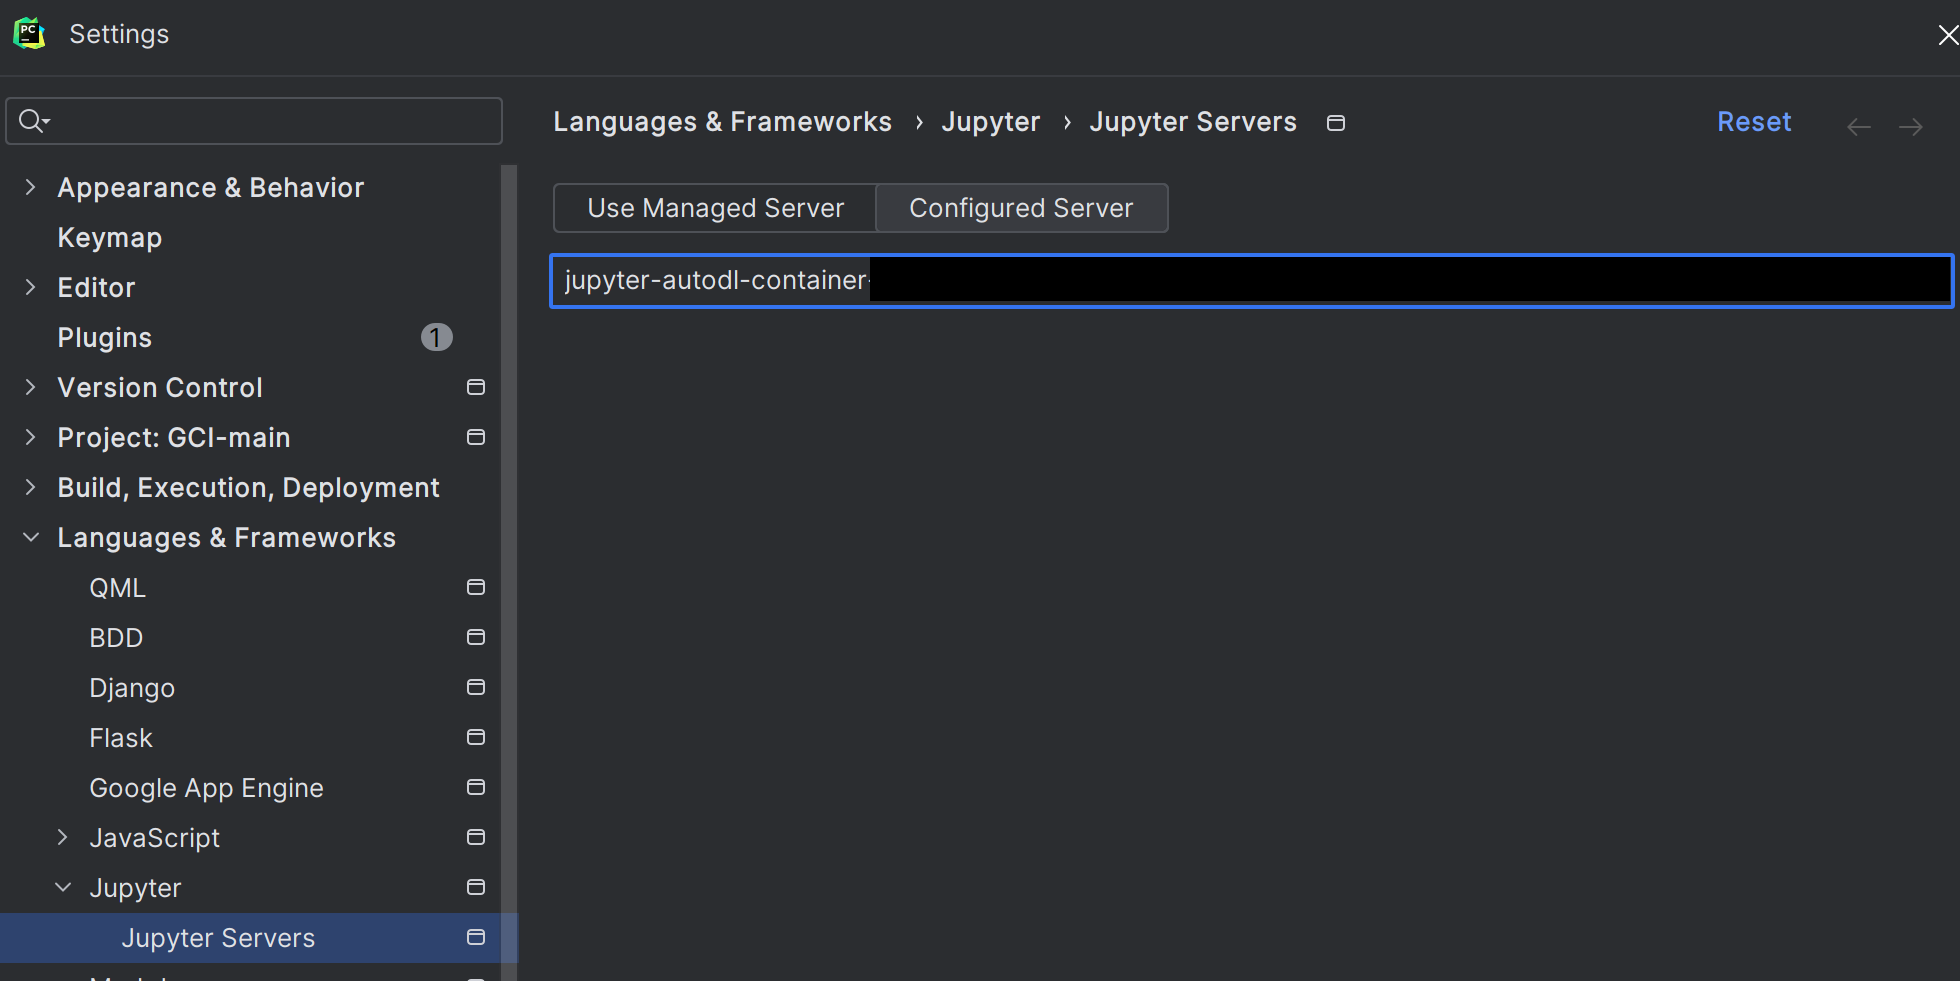 PC
Settings
Languages & Frameworks › Jupyter › Jupyter Servers
Reset
Use Managed Server
Configured Server
jupyter-autodl-container-
Appearance & Behavior
Keymap
Editor
Plugins 1
Version Control
Project: GCI-main
Build, Execution, Deployment
Languages & Frameworks
QML
BDD
Django
Flask
Google App Engine
JavaScript
Jupyter
Jupyter Servers